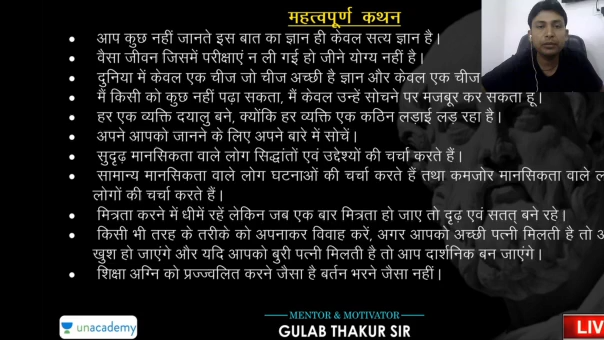 महत्वपूर्ण कथन
• आप कुछ नहीं जानते इस बात का ज्ञान ही केवल सत्य ज्ञान है।
• वैसा जीवन जिसमें परीक्षाएं न ली गई हो जीने योग्य नहीं है।
• दुनिया में केवल एक चीज जो चीज अच्छी है ज्ञान और केवल एक चीज
• मैं किसी को कुछ नहीं पढ़ा सकता, मैं केवल उन्हें सोचने पर मजबूर कर सकता हूं।
• हर एक व्यक्ति दयालु बने, क्योंकि हर व्यक्ति एक कठिन लड़ाई लड़ रहा है।
• अपने आपको जानने के लिए अपने बारे में सोचें।
• सुदृढ़ मानसिकता वाले लोग सिद्धांतों एवं उद्देश्यों की चर्चा करते हैं।
• सामान्य मानसिकता वाले लोग घटनाओं की चर्चा करते हैं तथा कमजोर मानसिकता वाले
लोगों की चर्चा करते हैं।
• मित्रता करने में धीमें रहें लेकिन जब एक बार मित्रता हो जाए तो दृढ़ एवं सतत् बने रहे।
• किसी भी तरह के तरीके को अपनाकर विवाह करें, अगर आपको अच्छी पत्नी मिलती है तो
खुश हो जाएंगे और यदि आपको बुरी पत्नी मिलती है तो आप दार्शनिक बन जाएंगे।
• शिक्षा अग्नि को प्रज्ज्वलित करने जैसा है बर्तन भरने जैसा नहीं।
unacademy
MENTOR & MOTIVATOR
GULAB THAKUR SIR
LIV